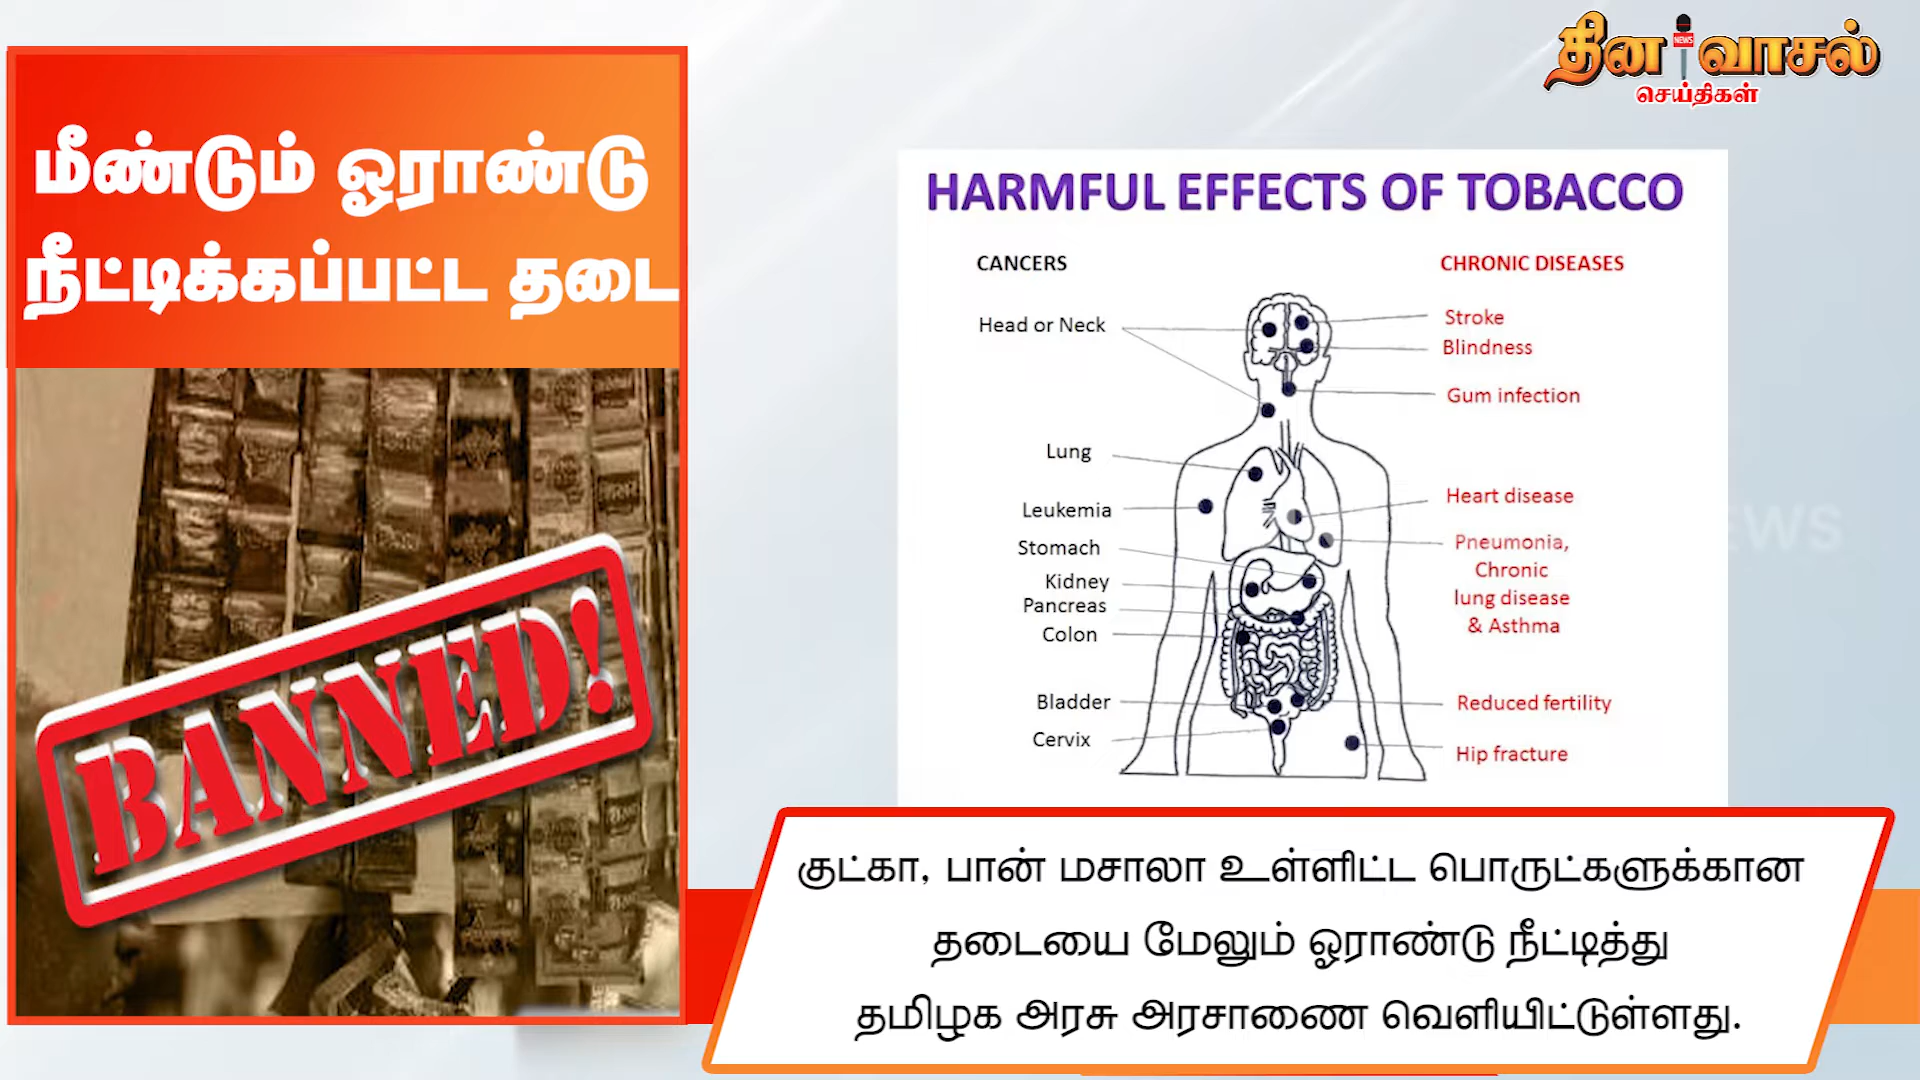 தின வாசல்
NEWS
செய்திகள்
மீண்டும் ஓராண்டு
நீட்டிக்கப்பட்ட தடை
BANNED!
HARMFUL EFFECTS OF TOBACCO
CANCERS
Head or Neck
Lung
Leukemia
Stomach
Kidney
Pancreas
Colon
Bladder
Cervix
CHRONIC DISEASES
Stroke
Blindness
Gum infection
Heart disease
Pneumonia,
Chronic
lung disease
& Asthma
Reduced fertility
Hip fracture
குட்கா, பான் மசாலா உள்ளிட்ட பொருட்களுக்கான
தடையை மேலும் ஓராண்டு நீட்டித்து
தமிழக அரசு அரசாணை வெளியிட்டுள்ளது.